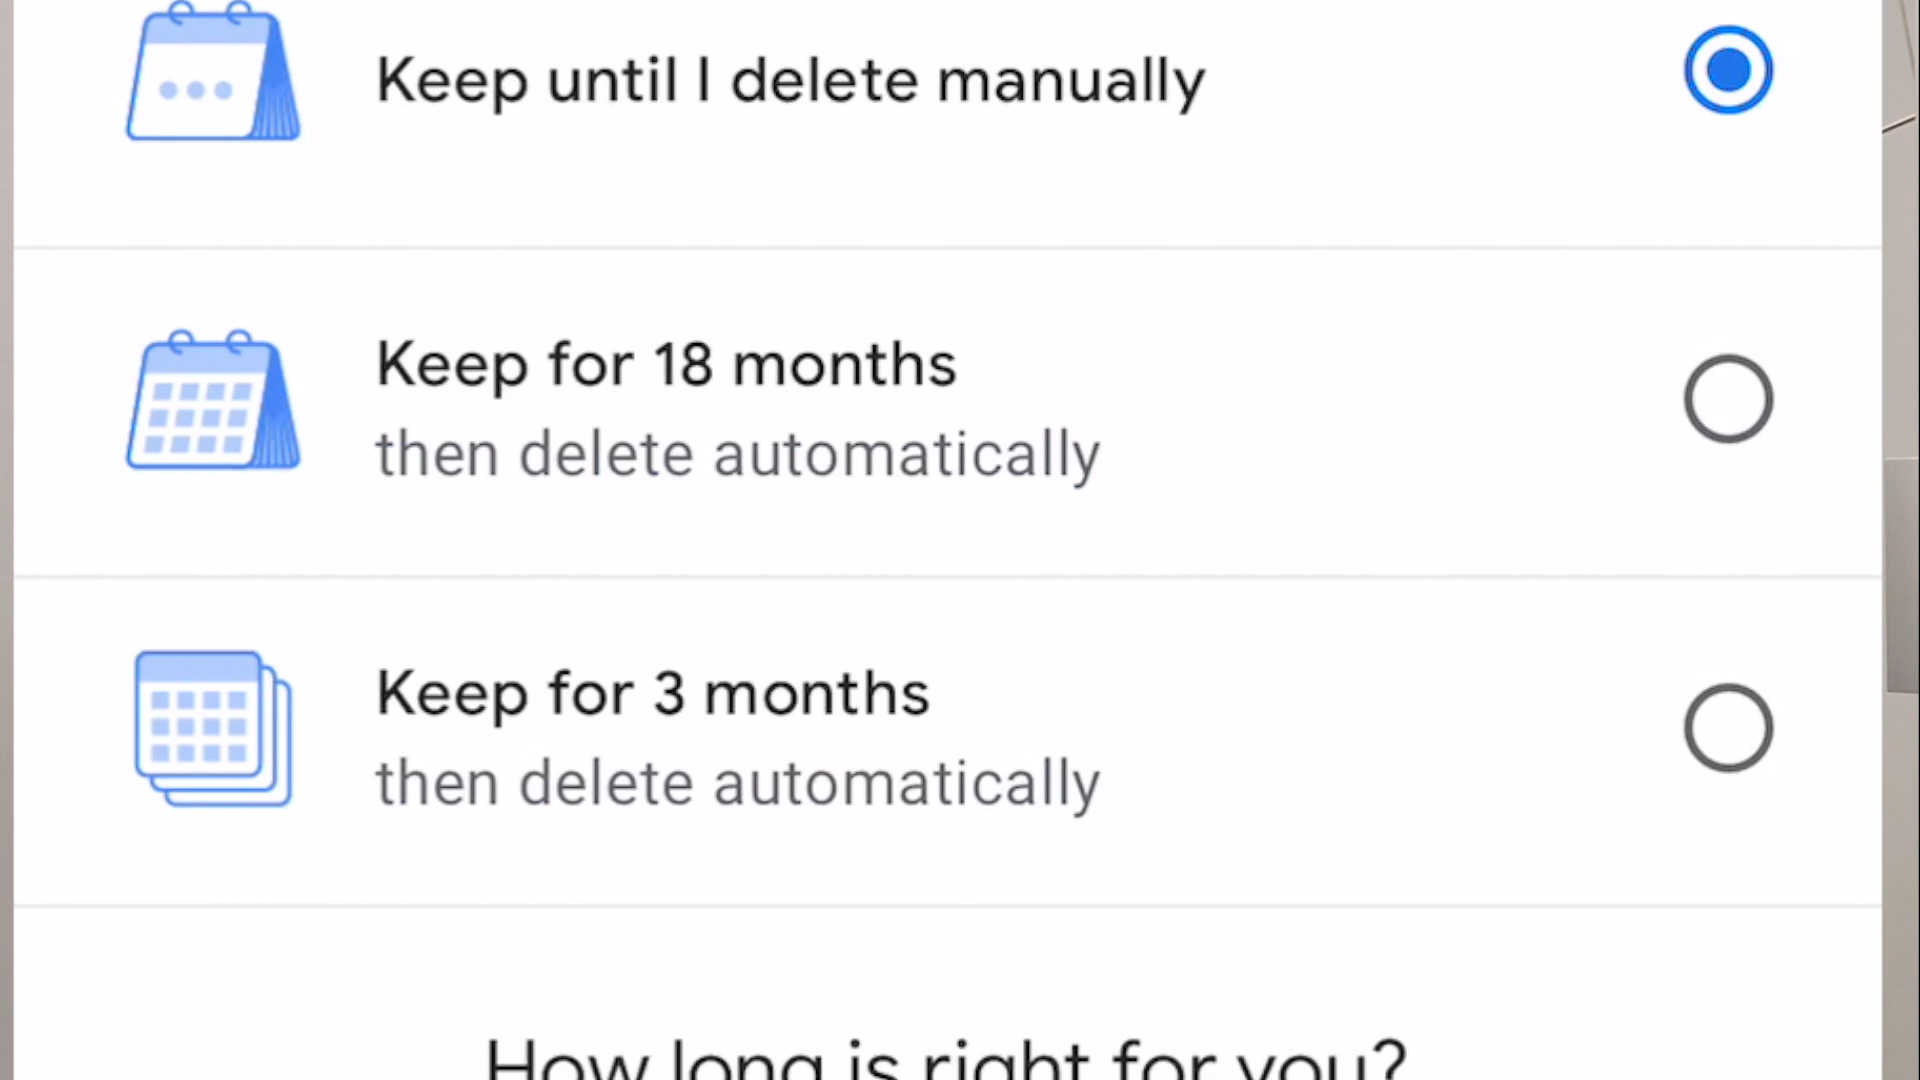 Keep until I delete manually
Keep for 18 months
then delete automatically
Keep for 3 months
then delete automatically
How long is right for you?